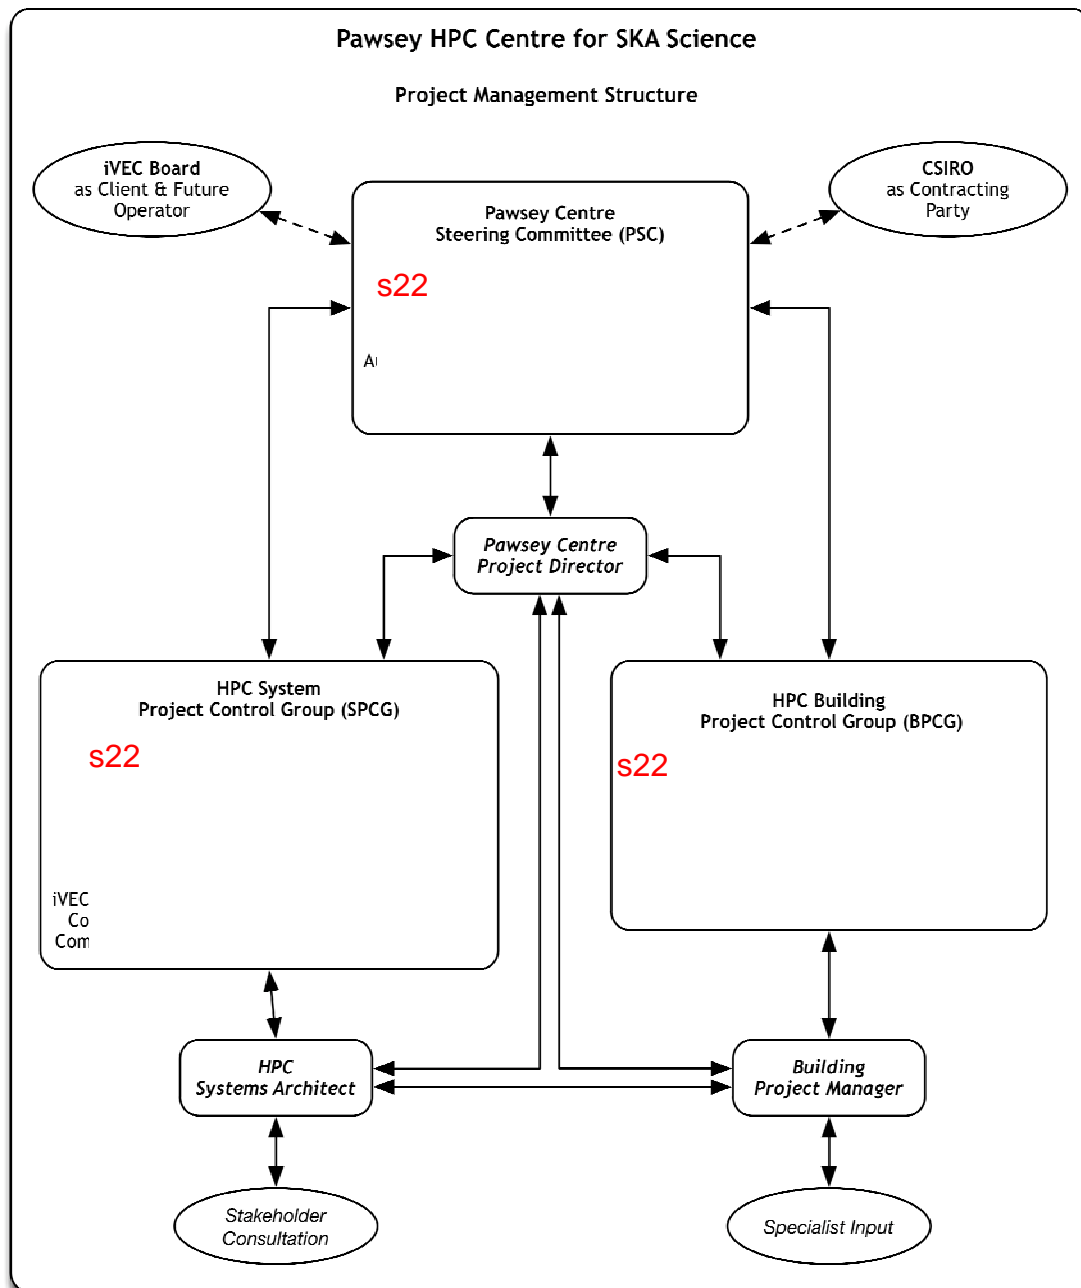 Pawsey HPC Centre for SKA Science
Project Management Structure
iVEC Board
as Client & Future
Operator
CSIRO
as Contracting
Party
Pawsey Centre
Steering Committee (PSC)
s22
Pawsey Centre
Project Director
HPC System
Project Control Group (SPCG)
s22
iVEC
Co
Com
HPC Building
Project Control Group (BPCG)
s22
HPC
Systems Architect
Building
Project Manager
Stakeholder
Consultation
Specialist Input